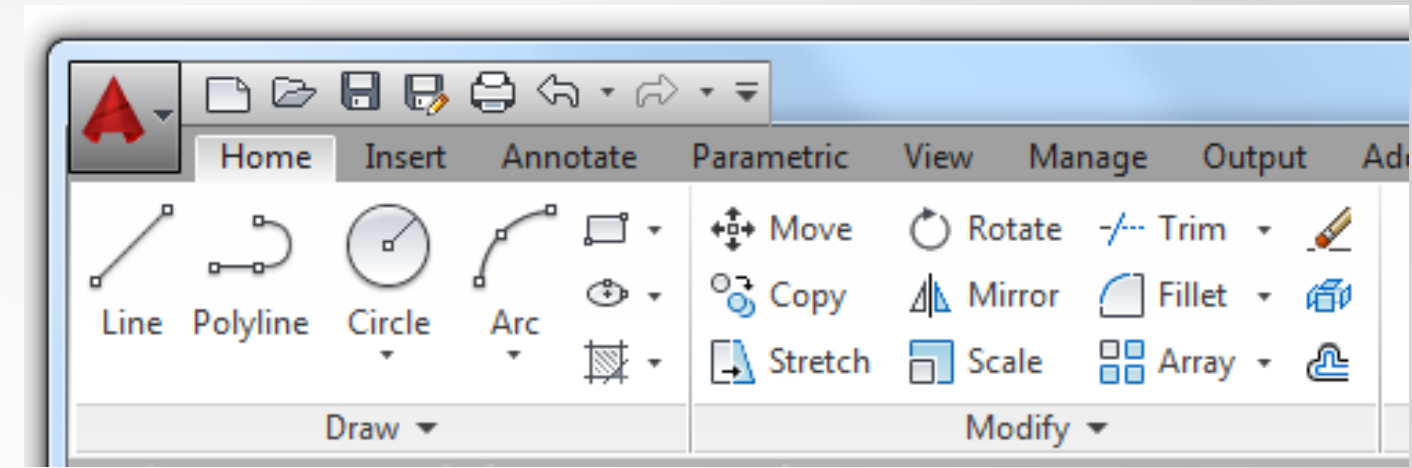 Home Insert Annotate Parametric View Manage Output
Line Polyline Circle Arc
Move Rotate Trim
Copy Mirror Fillet
Stretch Scale Array
Draw Modify